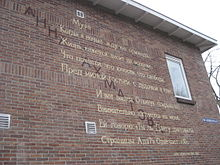 Муза
Когда я ночью жду ее прихода,
Жизнь, кажется, висит на волоске.
Что почести, что юность, что свобода
Пред милой гостьей с дудочкой в руке.
И вот вошла. Откинув покрывало,
Внимательно взглянула на меня.
Ей говорю: "Ты ль Данту диктовала
Страницы Ада?" Отвечает: "Я".